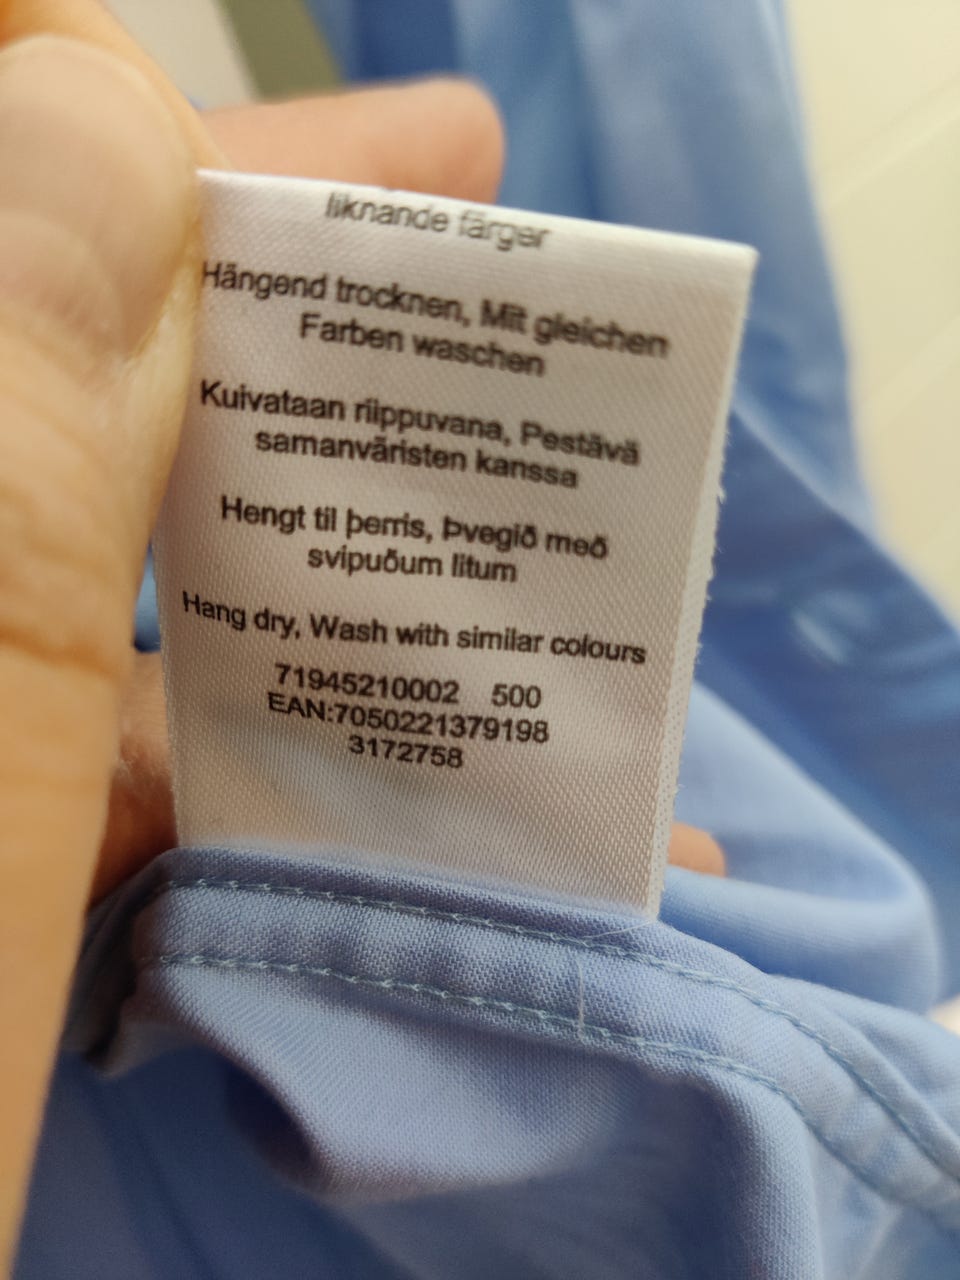 liknande färger
Hängend trocknen, Mit gleichen
Farben waschen
Kuivataan riippuvana, Pestävä
samanväristen kanssa
Hengt til þerris, Þvegið með
svipuðum litum
Hang dry, Wash with similar colours
71945210002 500
EAN:7050221379198
3172758